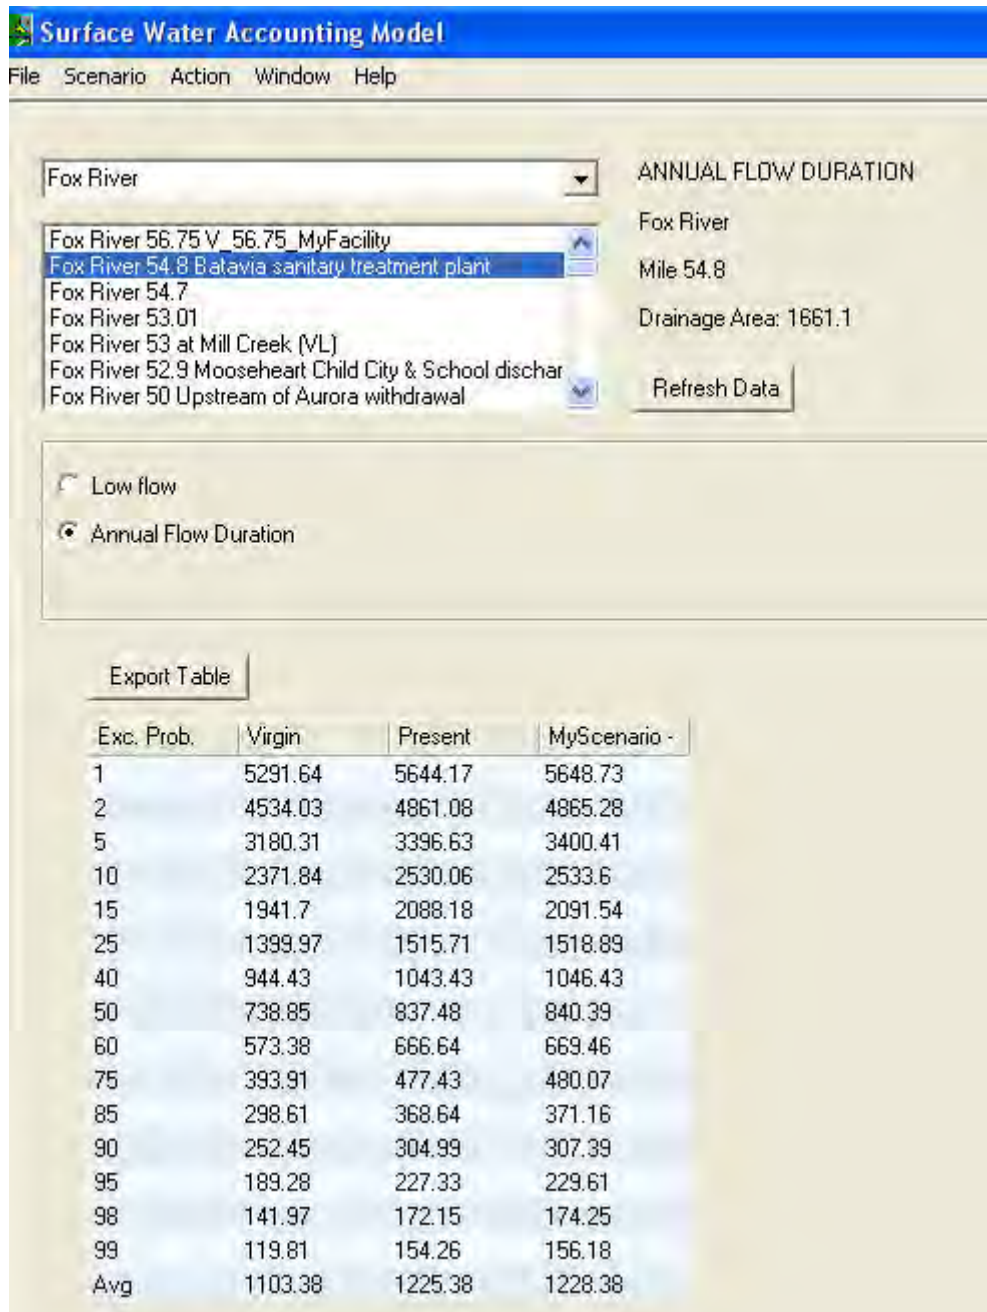 Surface Water Accounting Model
File Scenario Action Window Help
Fox River
ANNUAL FLOW DURATION
Fox River
Mile 54.8
Drainage Area: 1661.1
Refresh Data
Fox River 56.75 V_56.75_MyFacility
Fox River 54.8 Batavia sanitary treatment plant
Fox River 54.7
Fox River 53.01
Fox River 53 at Mill Creek (VL)
Fox River 52.9 Mooseheart Child City & School dischar
Fox River 50 Upstream of Aurora withdrawal
Low flow
Annual Flow Duration
Export Table
Exc. Prob. Virgin Present MyScenario -
1 5291.64 5644.17 5648.73
2 4534.03 4861.08 4865.28
5 3180.31 3396.63 3400.41
10 2371.84 2530.06 2533.6
15 1941.7 2088.18 2091.54
25 1399.97 1515.71 1518.89
40 944.43 1043.43 1046.43
50 738.85 837.48 840.39
60 573.38 666.64 669.46
75 393.91 477.43 480.07
85 298.61 368.64 371.16
90 252.45 304.99 307.39
95 189.28 227.33 229.61
98 141.97 172.15 174.25
99 119.81 154.26 156.18
Avg 1103.38 1225.38 1228.38